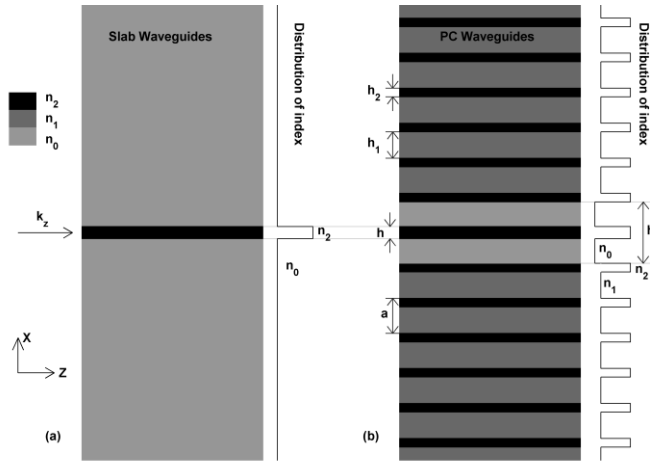 Slab Waveguides
Distribution of index
n₂
n₁
n₀
k_z
h
n₂
n₀
X
Z
(a)
PC Waveguides
Distribution of index
h₂
h₁
h
n₀
n₂
n₁
a
(b)